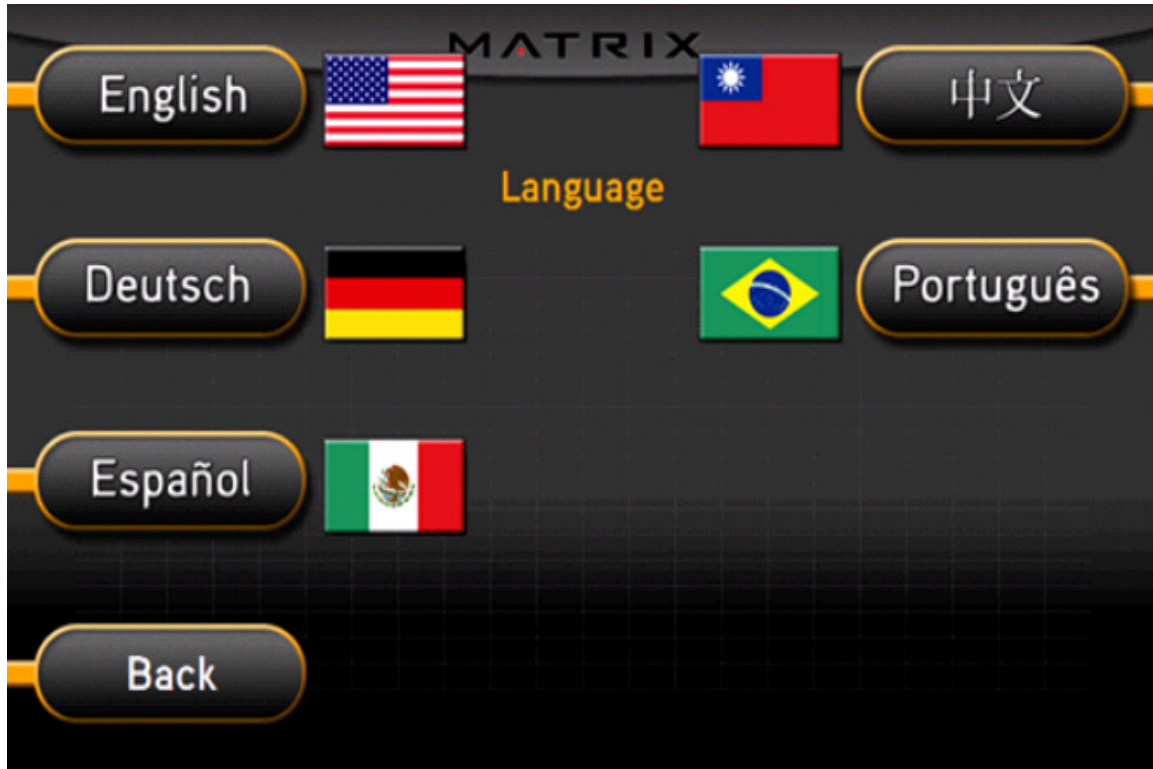 MATRIX
English
中文
Language
Deutsch
Português
Español
Back